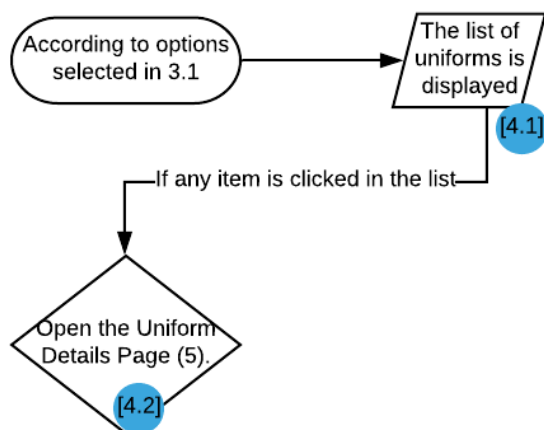 According to options
selected in 3.1
The list of
uniforms is
displayed
[4.1]
If any item is clicked in the list
Open the Uniform
Details Page (5).
[4.2]